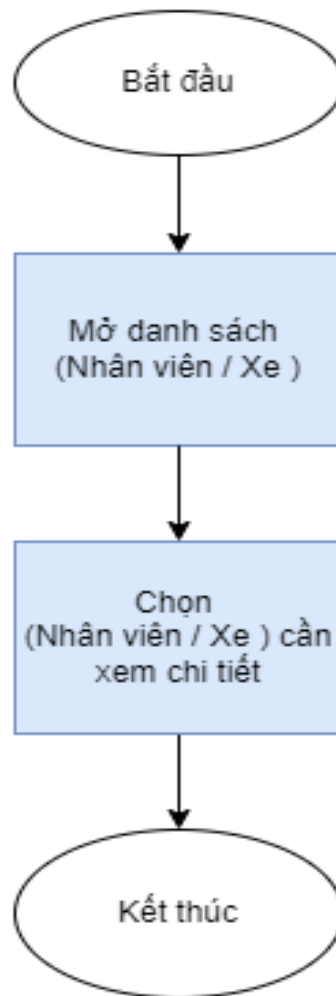 Bắt đầu
Mở danh sách
(Nhân viên / Xe )
Chọn
(Nhân viên / Xe ) cần
xem chi tiết
Kết thúc